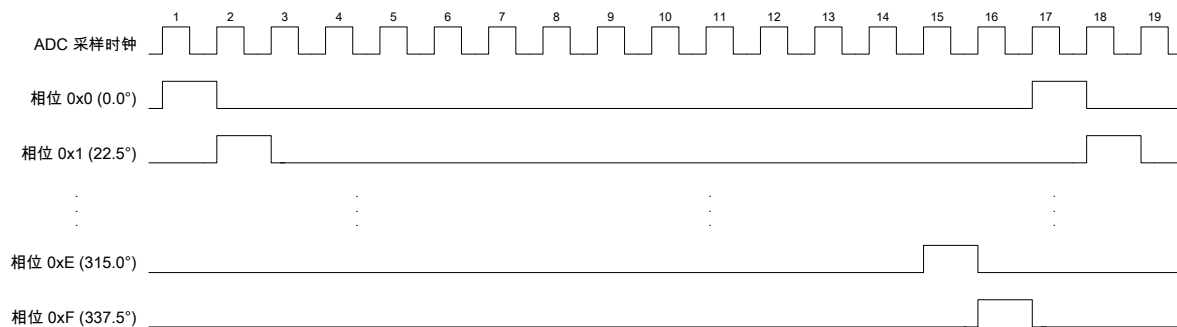 1 2 3 4 5 6 7 8 9 10 11 12 13 14 15 16 17 18 19
ADC 采样时钟
相位 0x0 (0.0°)
相位 0x1 (22.5°)
相位 0xE (315.0°)
相位 0xF (337.5°)